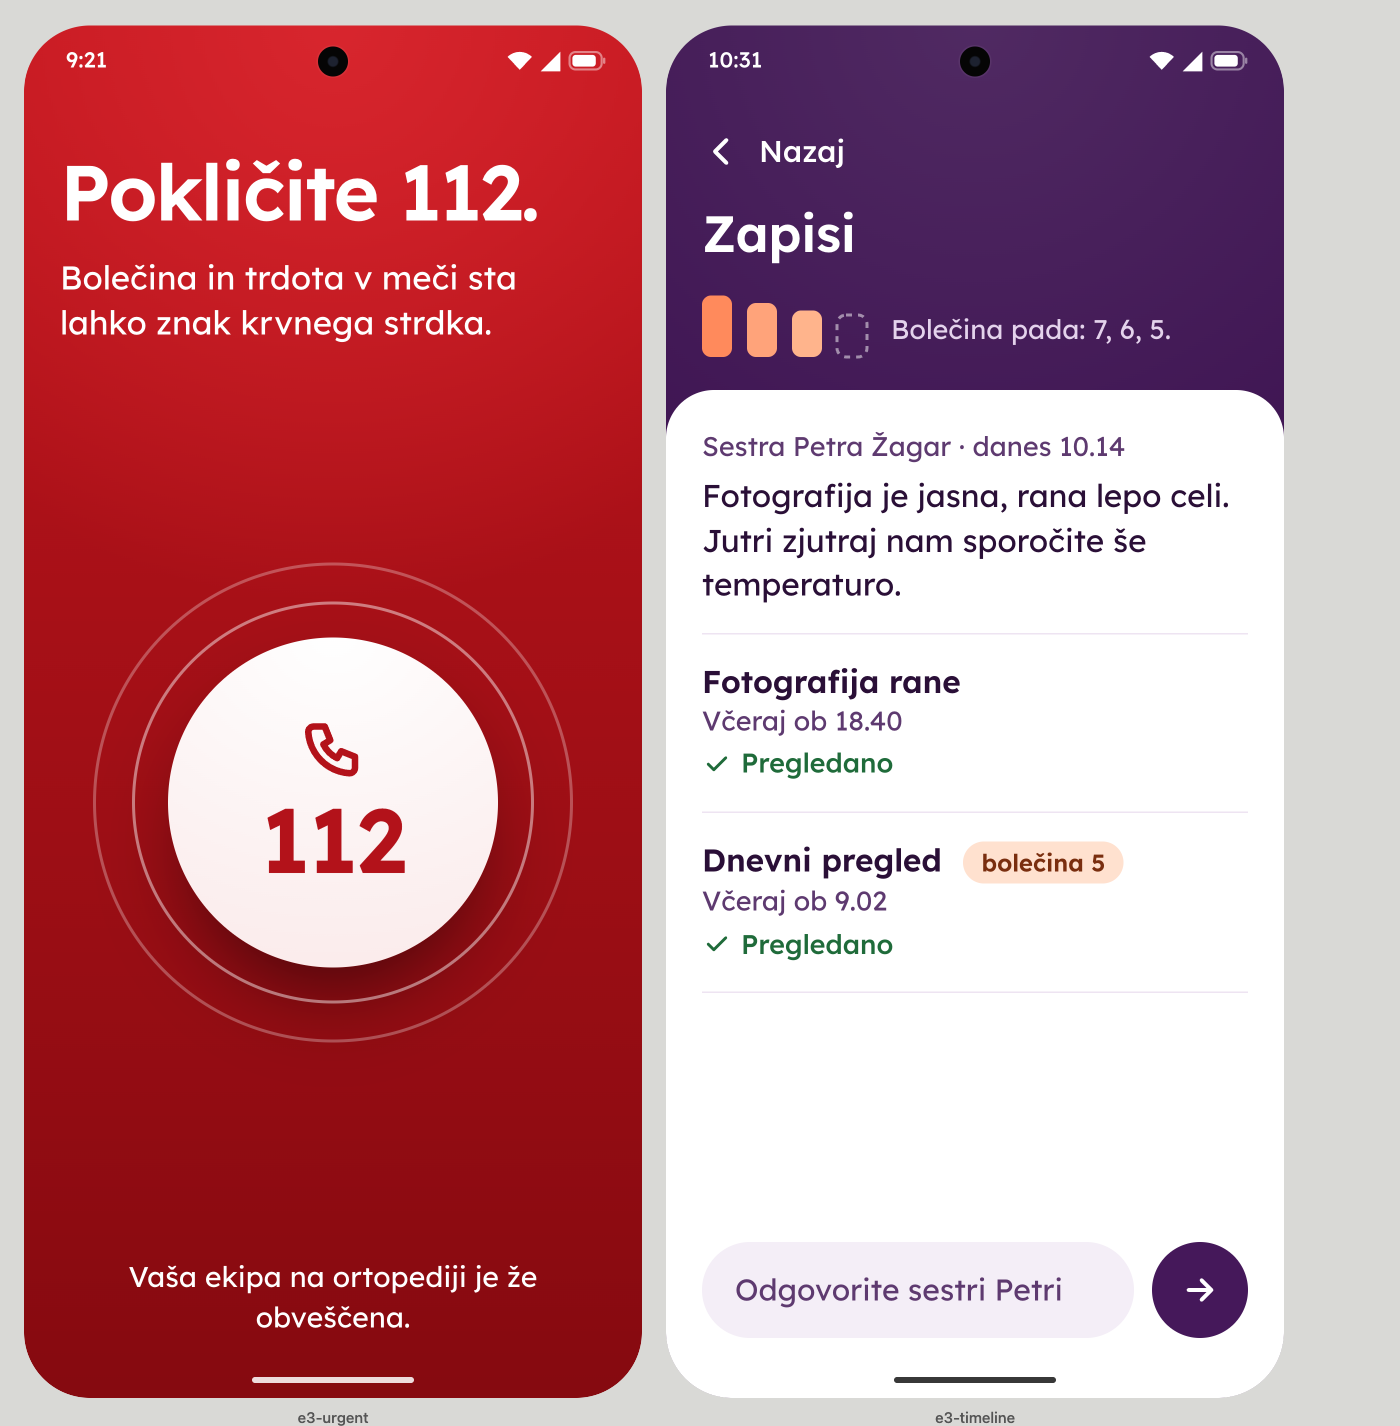 9:21
Pokličite 112.
Bolečina in trdota v meči sta
lahko znak krvnega strdka.
112
Vaša ekipa na ortopediji je že
obveščena.
e3-urgent
10:31
Nazaj
Zapisi
Bolečina pada: 7, 6, 5.
Sestra Petra Žagar · danes 10.14
Fotografija je jasna, rana lepo celi.
Jutri zjutraj nam sporočite še
temperaturo.
Fotografija rane
Včeraj ob 18.40
Pregledano
Dnevni pregled bolečina 5
Včeraj ob 9.02
Pregledano
Odgovorite sestri Petri
e3-timeline